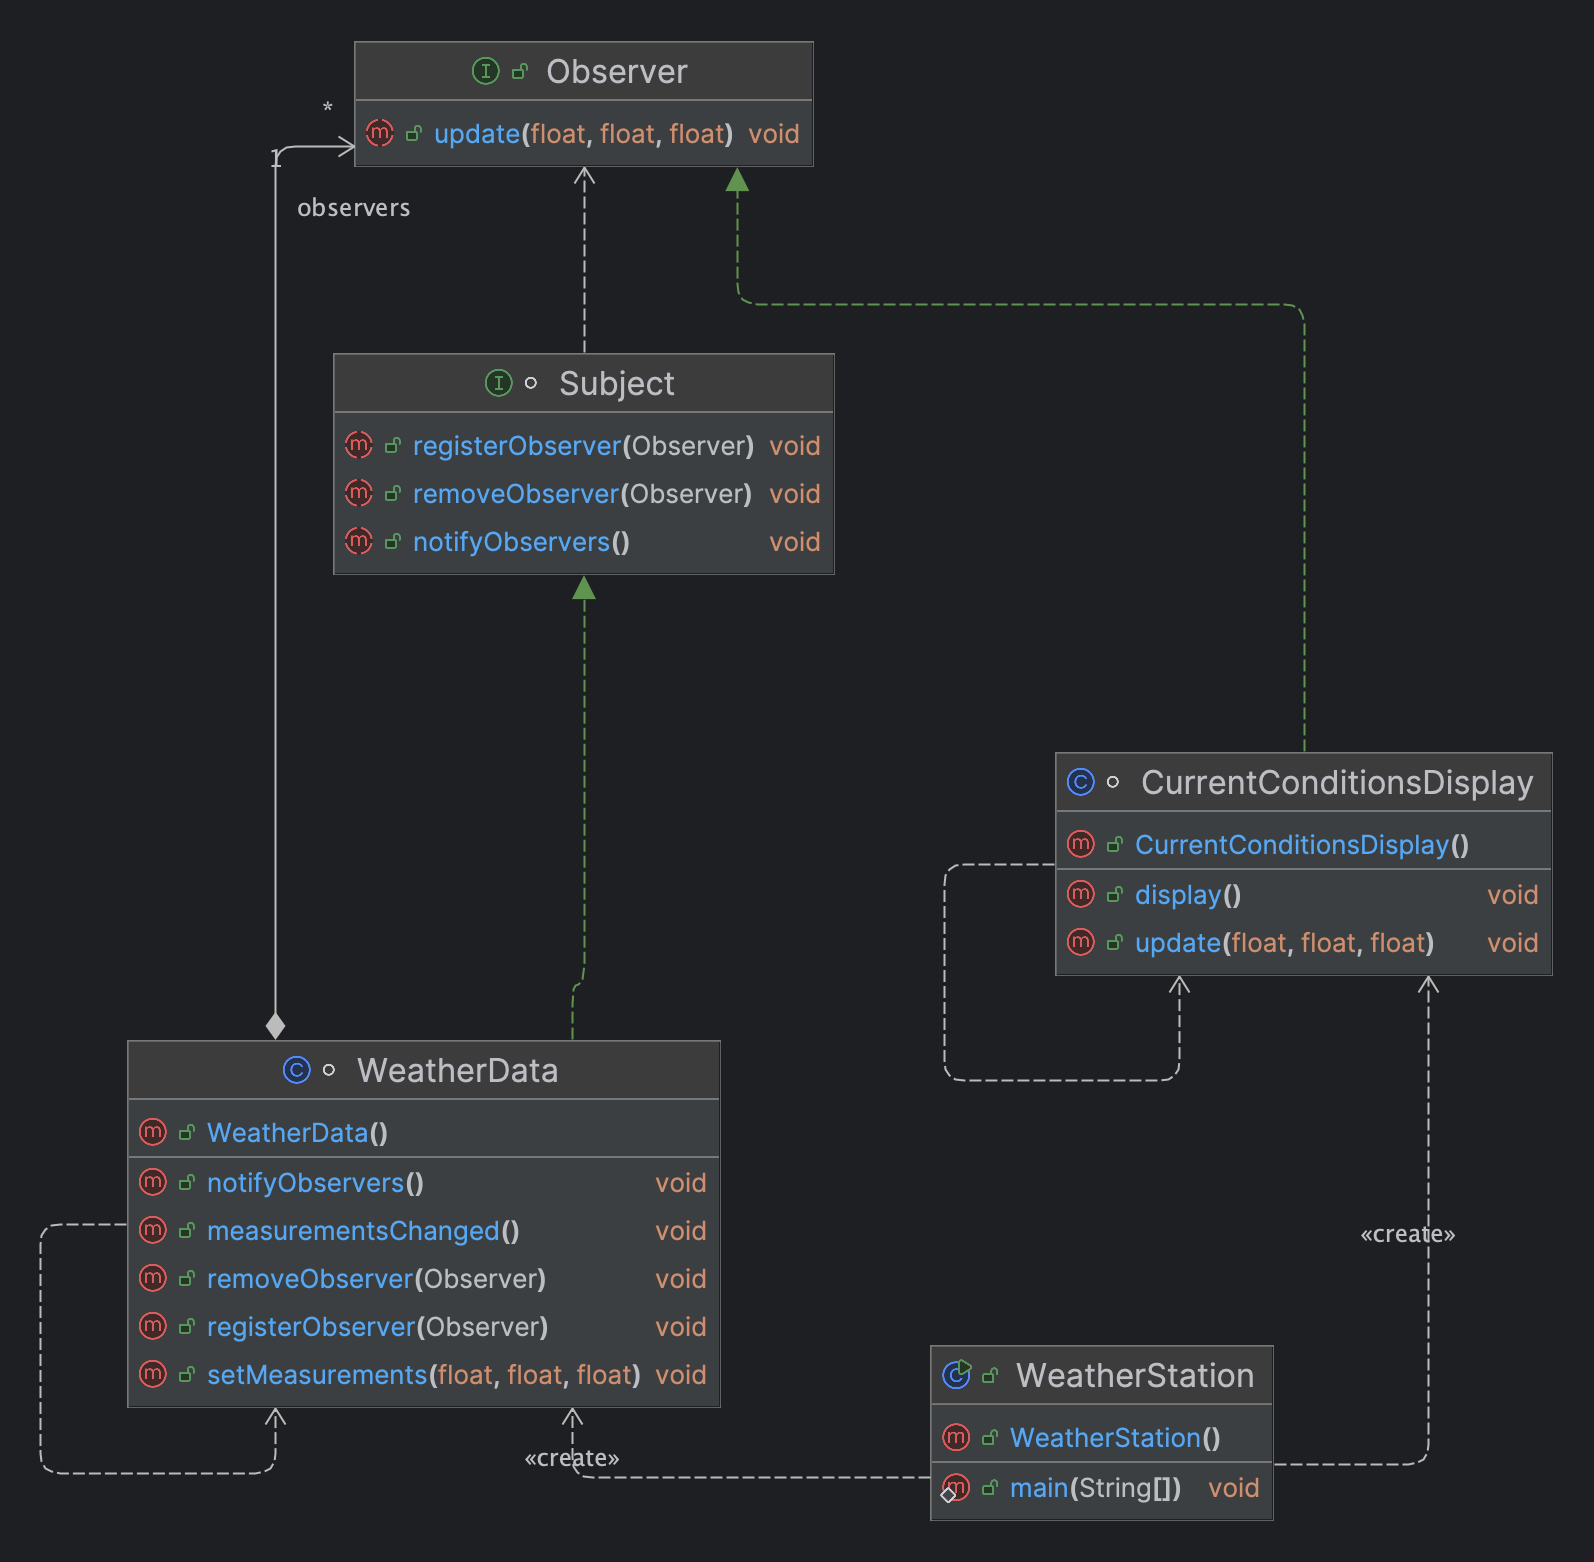 Observer
update(float, float, float) void
*
1
observers
Subject
registerObserver(Observer) void
removeObserver(Observer) void
notifyObservers() void
CurrentConditionsDisplay
CurrentConditionsDisplay()
display() void
update(float, float, float) void
WeatherData
WeatherData()
notifyObservers() void
measurementsChanged() void
removeObserver(Observer) void
registerObserver(Observer) void
setMeasurements(float, float, float) void
«create»
«create»
WeatherStation
WeatherStation()
main(String[]) void